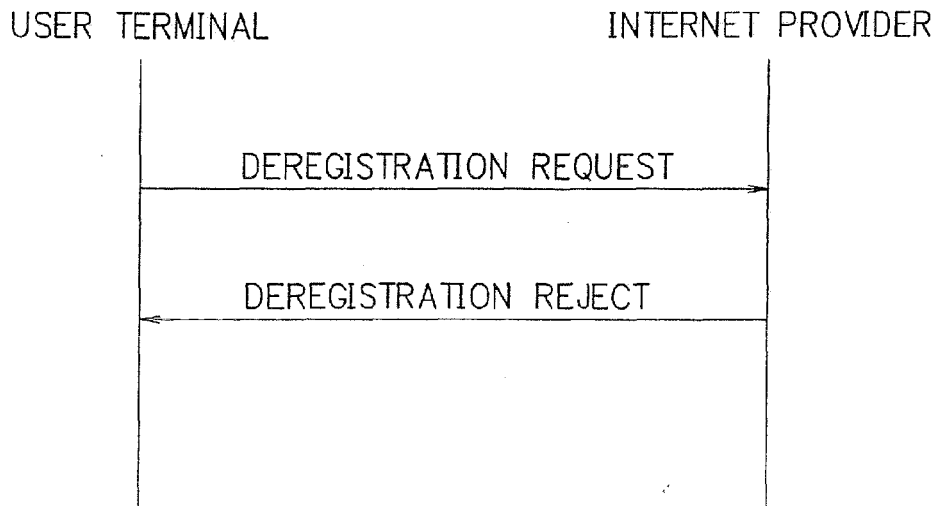 USER TERMINAL
INTERNET PROVIDER
DEREGISTRATION REQUEST
DEREGISTRATION REJECT